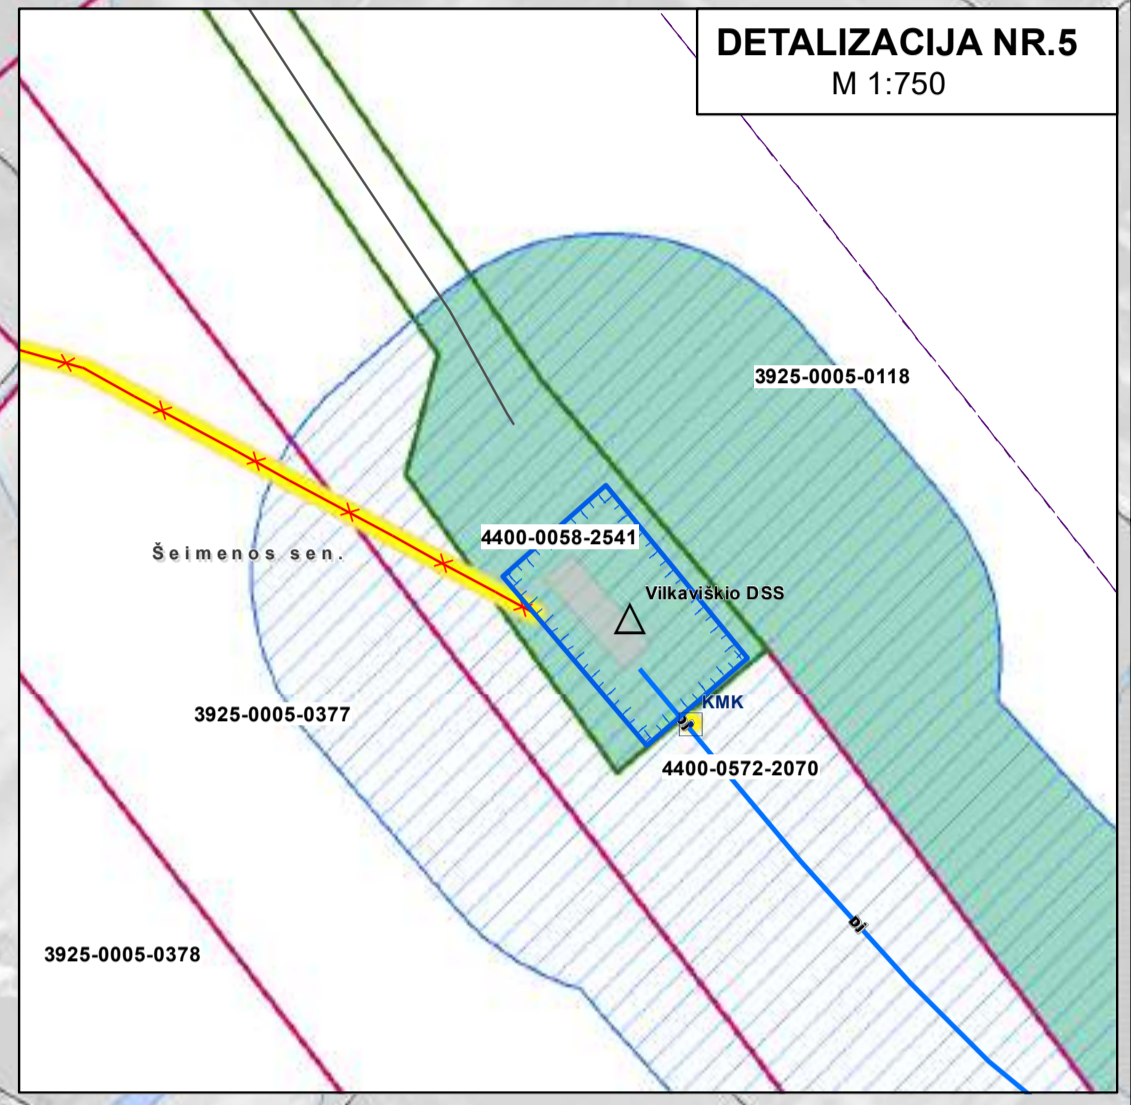 DETALIZACIJA NR.5
M 1:750
3925-0005-0118
4400-0058-2541
Šeimenos sen.
Vilkaviškio DSS
KMK
3925-0005-0377
Dj
4400-0572-2070
Dj
3925-0005-0378